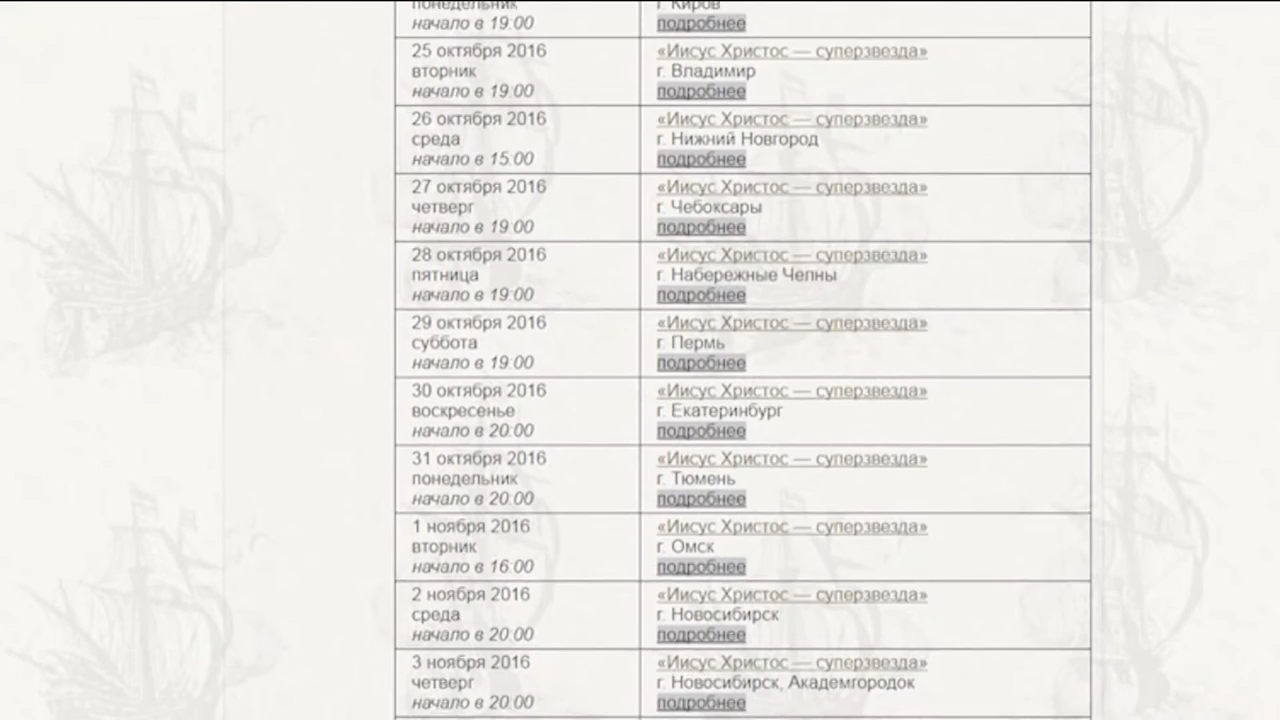 понедельник
начало в 19:00
г. Киров
подробнее
25 октября 2016
вторник
начало в 19:00
«Иисус Христос — суперзвезда»
г. Владимир
подробнее
26 октября 2016
среда
начало в 15:00
«Иисус Христос — суперзвезда»
г. Нижний Новгород
подробнее
27 октября 2016
четверг
начало в 19:00
«Иисус Христос — суперзвезда»
г. Чебоксары
подробнее
28 октября 2016
пятница
начало в 19:00
«Иисус Христос — суперзвезда»
г. Набережные Челны
подробнее
29 октября 2016
суббота
начало в 19:00
«Иисус Христос — суперзвезда»
г. Пермь
подробнее
30 октября 2016
воскресенье
начало в 20:00
«Иисус Христос — суперзвезда»
г. Екатеринбург
подробнее
31 октября 2016
понедельник
начало в 20:00
«Иисус Христос — суперзвезда»
г. Тюмень
подробнее
1 ноября 2016
вторник
начало в 16:00
«Иисус Христос — суперзвезда»
г. Омск
подробнее
2 ноября 2016
среда
начало в 20:00
«Иисус Христос — суперзвезда»
г. Новосибирск
подробнее
3 ноября 2016
четверг
начало в 20:00
«Иисус Христос — суперзвезда»
г. Новосибирск, Академгородок
подробнее